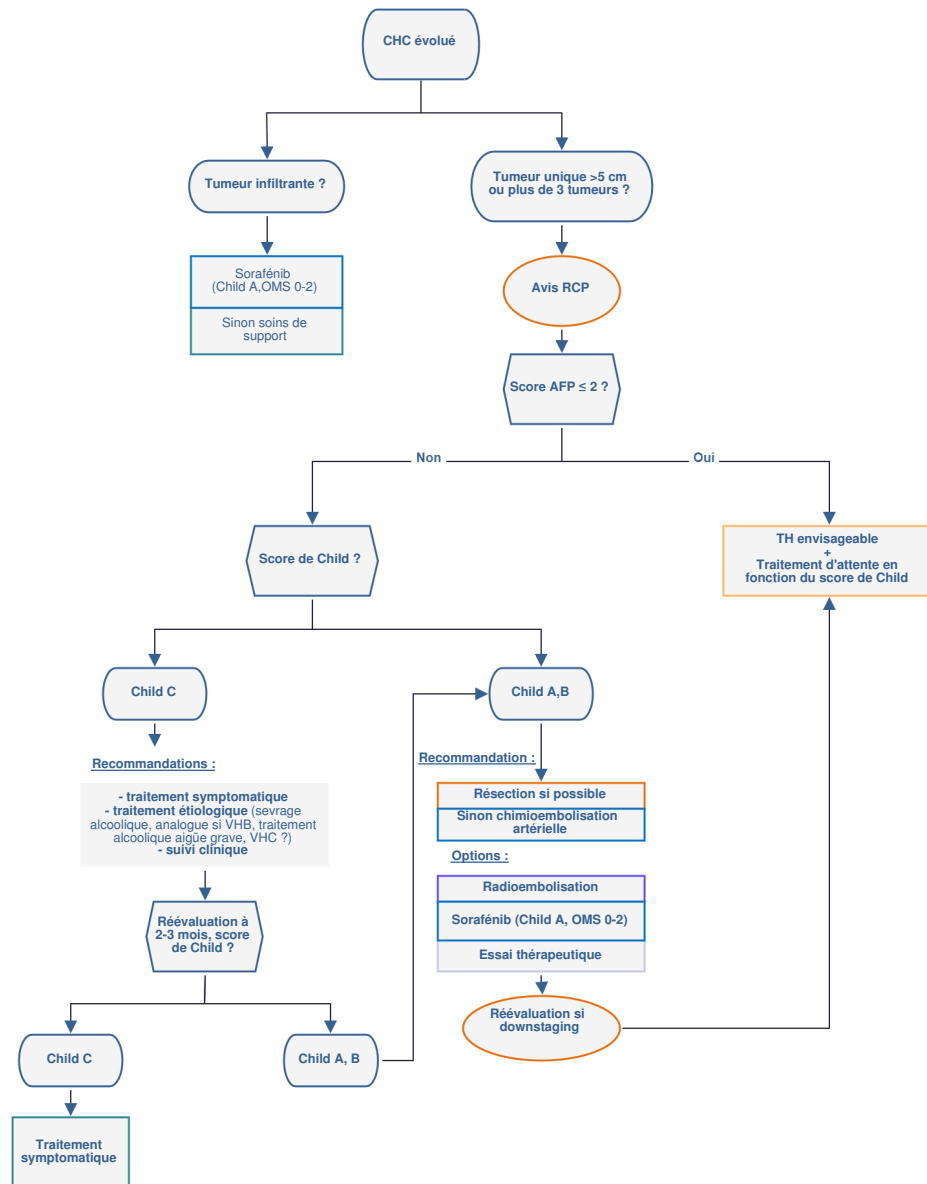 CHC évolué
Tumeur infiltrante ?
Tumeur unique >5 cm
ou plus de 3 tumeurs ?
Sorafénib
(Child A,OMS 0-2)
Sinon soins de
support
Avis RCP
Score AFP ≤ 2 ?
Non
Oui
Score de Child ?
TH envisageable
+
Traitement d'attente en
fonction du score de Child
Child C
Child A,B
Recommandations :
- traitement symptomatique
- traitement étiologique (sevrage
alcoolique, analogue si VHB, traitement
alcoolique aigüe grave, VHC ?)
- suivi clinique
Recommandation :
Résection si possible
Sinon chimioembolisation
artérielle
Options :
Radioembolisation
Sorafénib (Child A, OMS 0-2)
Essai thérapeutique
Réévaluation à
2-3 mois, score
de Child ?
Réévaluation si
downstaging
Child C
Child A, B
Traitement
symptomatique